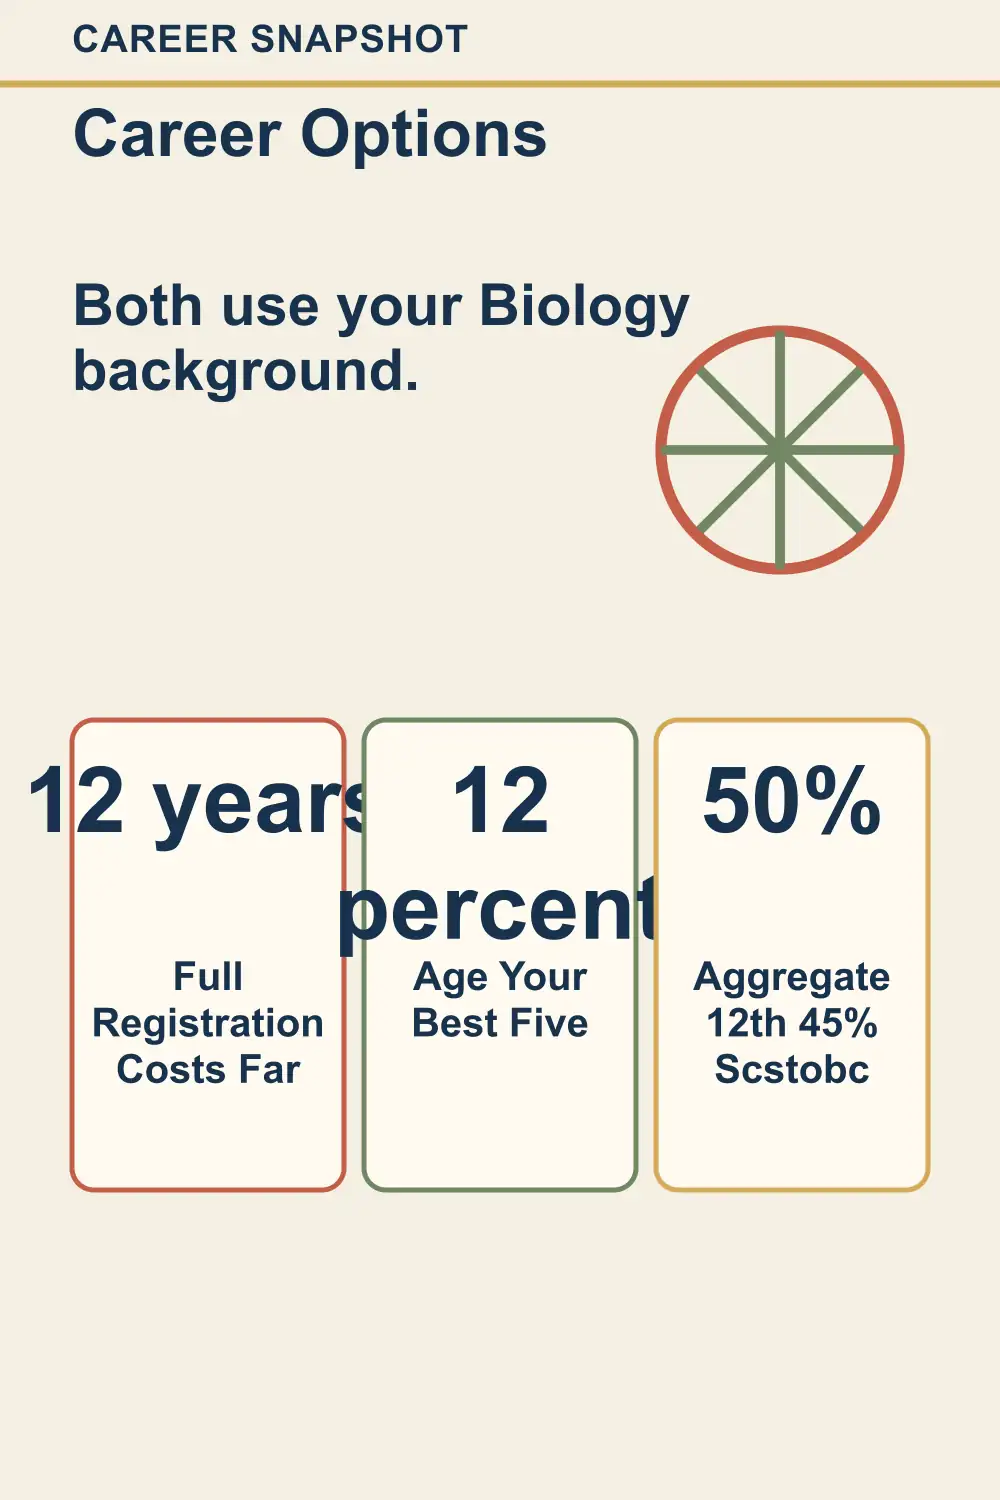 CAREER SNAPSHOT
Career Options
Both use your Biology
background.
12 years
Full
Registration
Costs Far
12
percent
Age Your
Best Five
50%
Aggregate
12th 45%
Scstobc